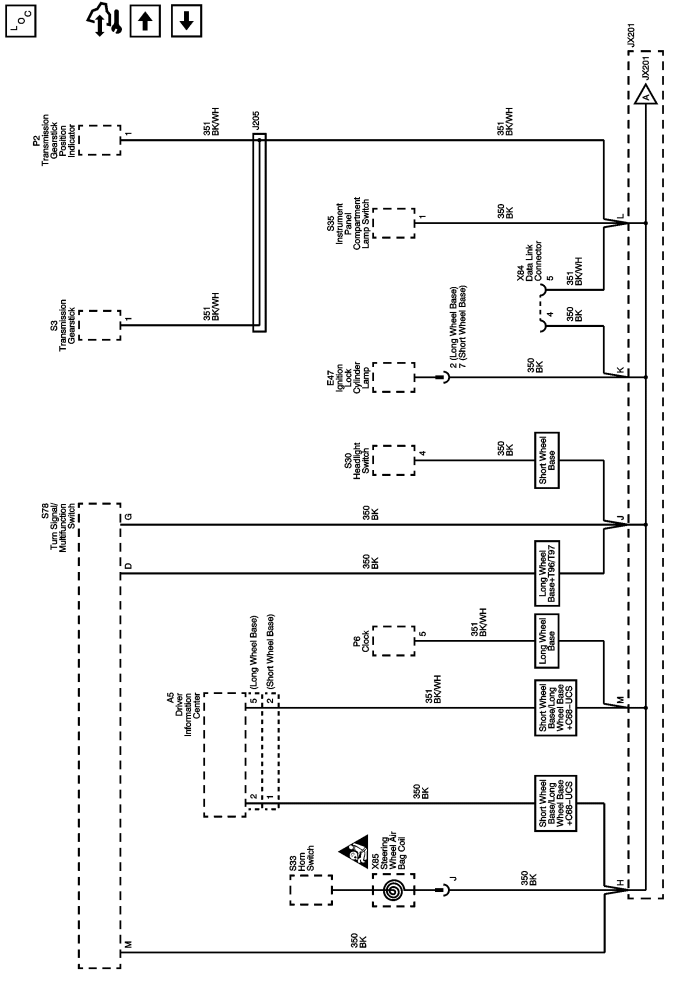 LOC
P2
Transmission
Gearstick
Position
Indicator
1
351
BK/WH
J205
351
BK/WH
JX201
JX201
A
S35
Instrument
Panel
Compartment
Lamp Switch
1
350
BK
L
X84
Data Link
Connector
5
351
BK/WH
4
350
BK
S3
Transmission
Gearstick
1
351
BK/WH
E47
Ignition
Lock
Cylinder
Lamp
2 (Long Wheel Base)
7 (Short Wheel Base)
350
BK
K
S30
Headlight
Switch
4
350
BK
Short Wheel
Base
S78
Turn Signal/
Multifunction
Switch
G
350
BK
J
D
350
BK
Long Wheel
Base+T96/T97
P6
Clock
5
351
BK/WH
Long Wheel
Base
A5
Driver
Information
Center
5 (Long Wheel Base)
2 (Short Wheel Base)
351
BK/WH
Short Wheel
Base/Long
Wheel Base
+C68-UCS
M
2
1
350
BK
Short Wheel
Base/Long
Wheel Base
+C68-UCS
S33
Horn
Switch
X85
Steering
Wheel Air
Bag Coil
J
350
BK
H
M
350
BK